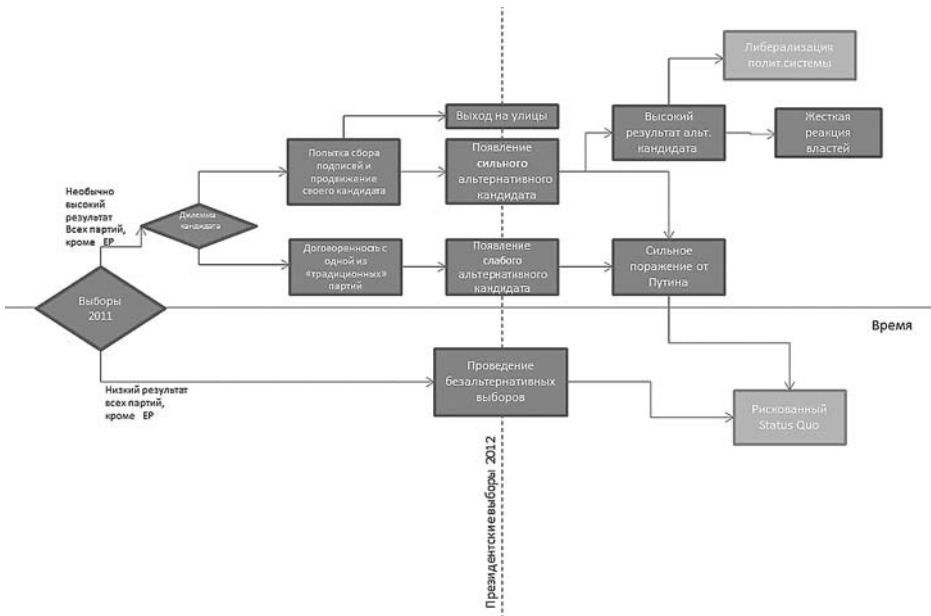 Либерализация
полит.системы
Выход на улицы
Высокий
результат альт.
кандидата
Жесткая
реакция
властей
Попытка сбора
подписей и
продвижение
своего кандидата
Появление
сильного
альтернативного
кандидата
Необычно
высокий
результат
Всех партий,
кроме ЕР
Дилемма
кандидата
Договоренность с
одной из
«традиционных»
партий
Появление
слабого
альтернативного
кандидата
Сильное
поражение от
Путина
Выборы
2011
Время
Низкий результат
всех партий,
кроме ЕР
Проведение
безальтернативных
выборов
Рискованный
Status Quo
Президентские выборы 2012